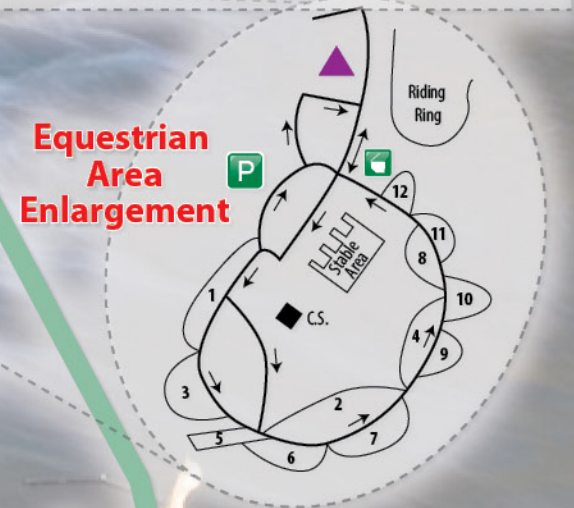 Equestrian
Area
Enlargement
P
Riding
Ring
12
11
8
Stable
Area
1
10
C.S.
4
9
3
2
5
7
6